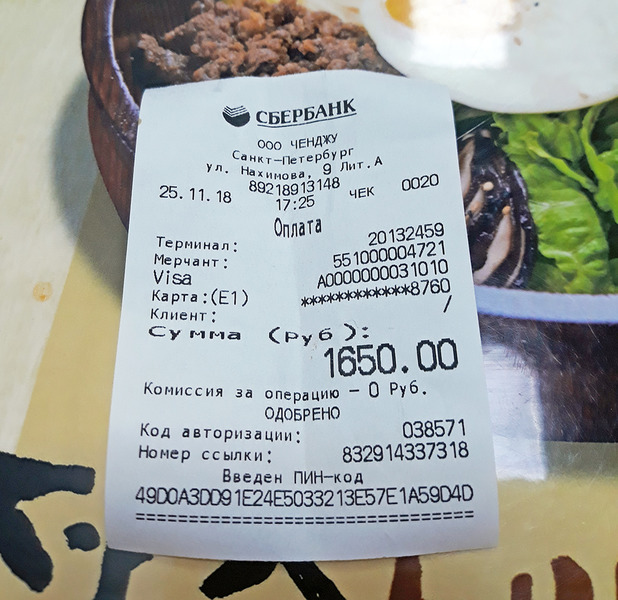 СБЕРБАНК
ООО ЧЕНДЖУ
Санкт-Петербург
ул. Нахимова, 9 Лит.А
89218913148
25.11.18 17:25 ЧЕК 0020
Оплата
Терминал: 20132459
Мерчант: 551000004721
Visa A0000000031010
Карта:(E1) ************8760
Клиент: /
Сумма (Руб):
1650.00
Комиссия за операцию – 0 Руб.
ОДОБРЕНО
Код авторизации: 038571
Номер ссылки: 832914337318
Введен ПИН-код
49D0A3DD91E24E5033213E57E1A59D4D
================================